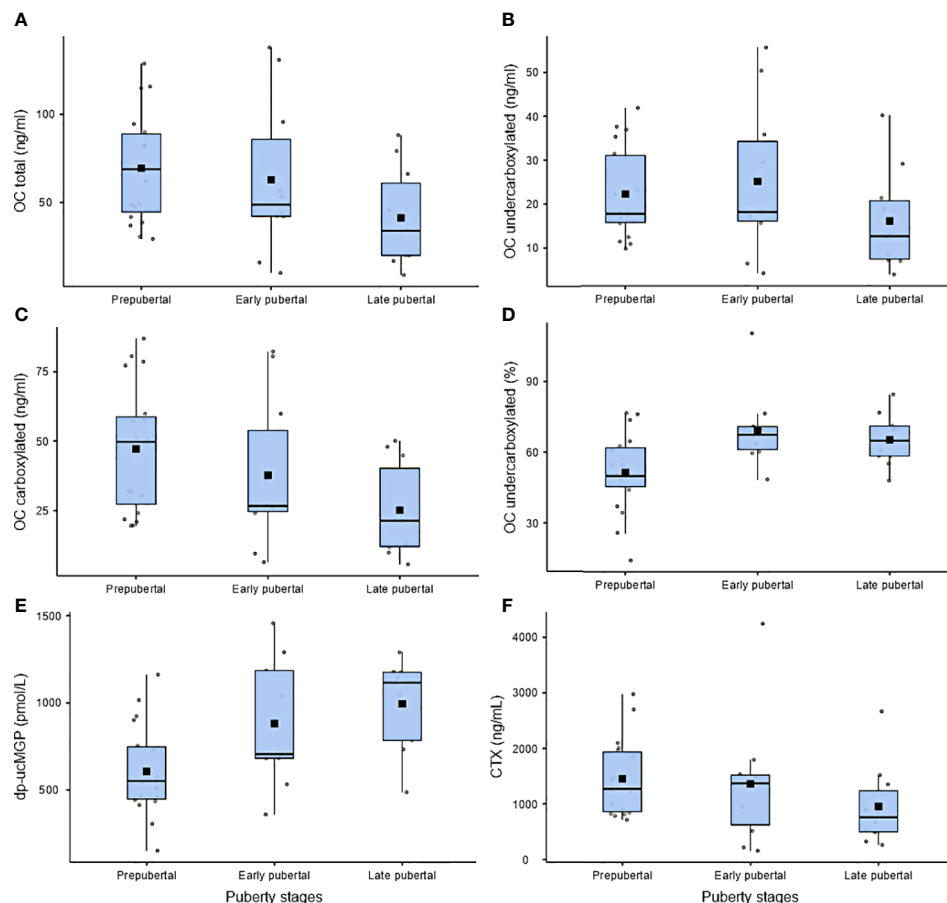 A
OC total (ng/ml)
100
50
Prepubertal
Early pubertal
Late pubertal
B
OC undercarboxylated (ng/ml)
50
40
30
20
10
Prepubertal
Early pubertal
Late pubertal
C
OC carboxylated (ng/ml)
75
50
25
Prepubertal
Early pubertal
Late pubertal
D
OC undercarboxylated (%)
90
60
30
Prepubertal
Early pubertal
Late pubertal
E
dp-ucMGP (pmol/L)
1500
1000
500
Prepubertal
Early pubertal
Late pubertal
Puberty stages
F
CTX (ng/mL)
4000
3000
2000
1000
0
Prepubertal
Early pubertal
Late pubertal
Puberty stages